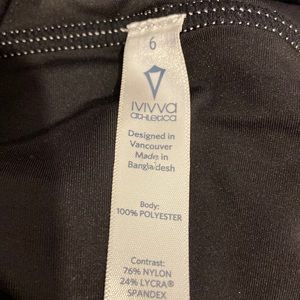 6
ivivva
athletica
Designed in
Vancouver
Made in
Bangladesh
Body:
100% POLYESTER
Contrast:
76% NYLON
24% LYCRA®
SPANDEX